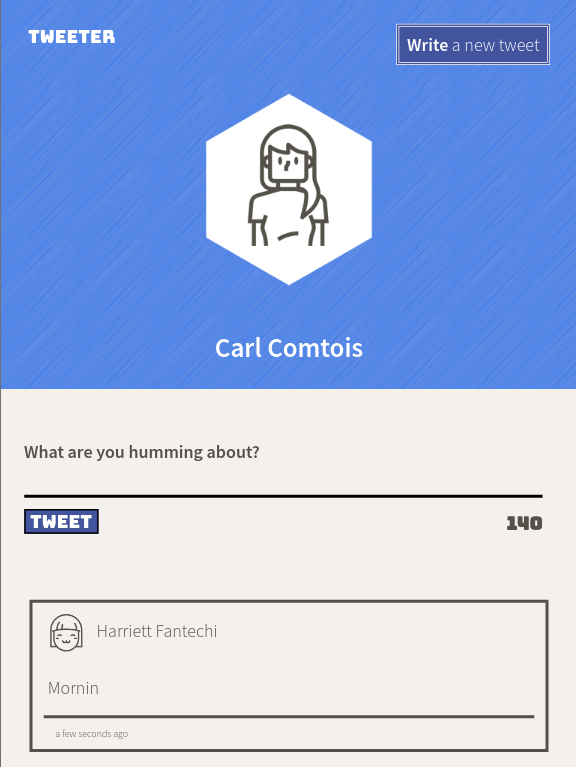 TWEETER
Write a new tweet
Carl Comtois
What are you humming about?
TWEET
140
Harriett Fantechi
Mornin
a few seconds ago